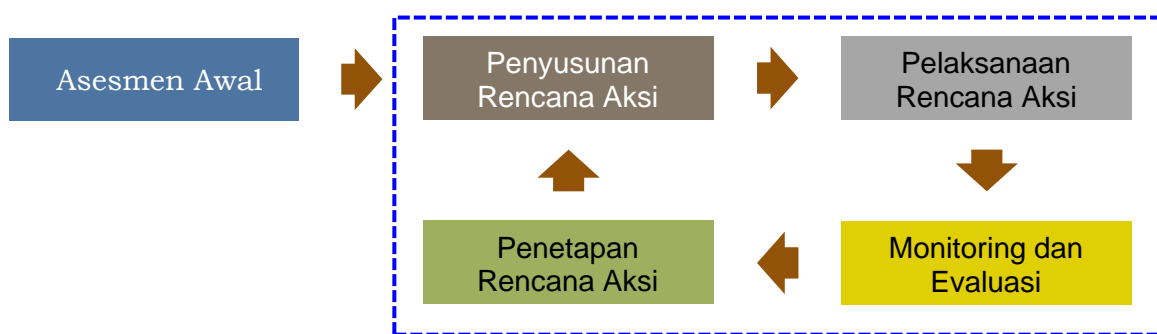 Asesmen Awal
Penyusunan
Rencana Aksi
Pelaksanaan
Rencana Aksi
Penetapan
Rencana Aksi
Monitoring dan
Evaluasi